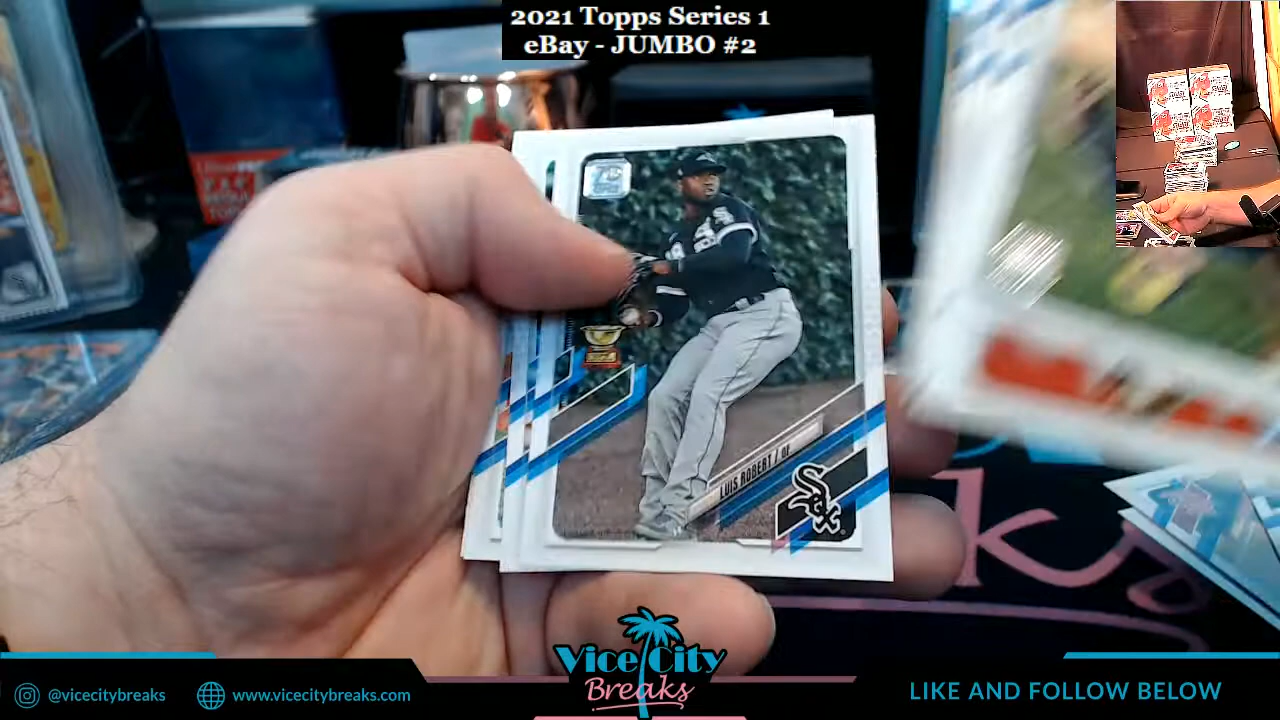 2021 Topps Series 1
eBay - JUMBO #2
LUIS ROBERT / OF
Sox
Vice City
Breaks
@vicecitybreaks
www.vicecitybreaks.com
LIKE AND FOLLOW BELOW